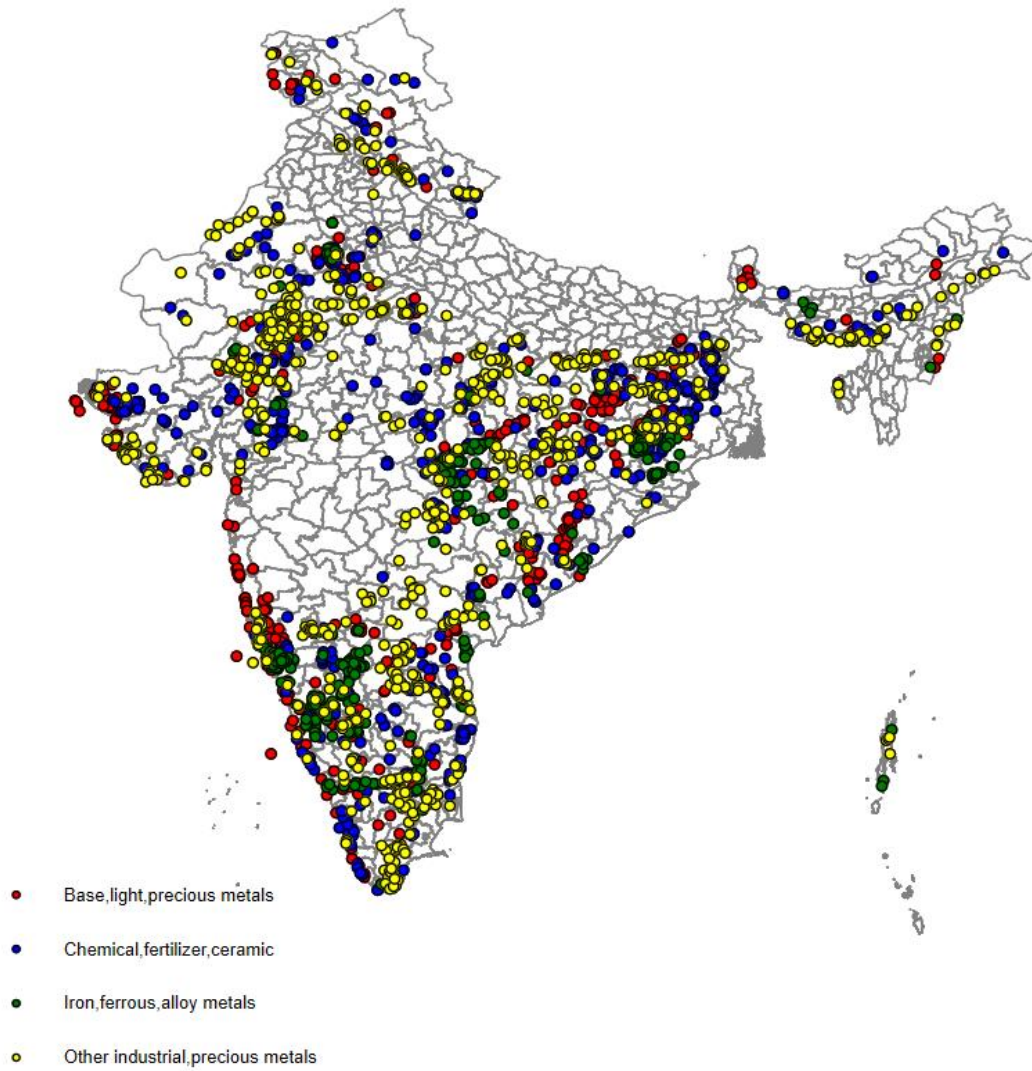 Base,light,precious metals
Chemical,fertilizer,ceramic
Iron,ferrous,alloy metals
Other industrial,precious metals